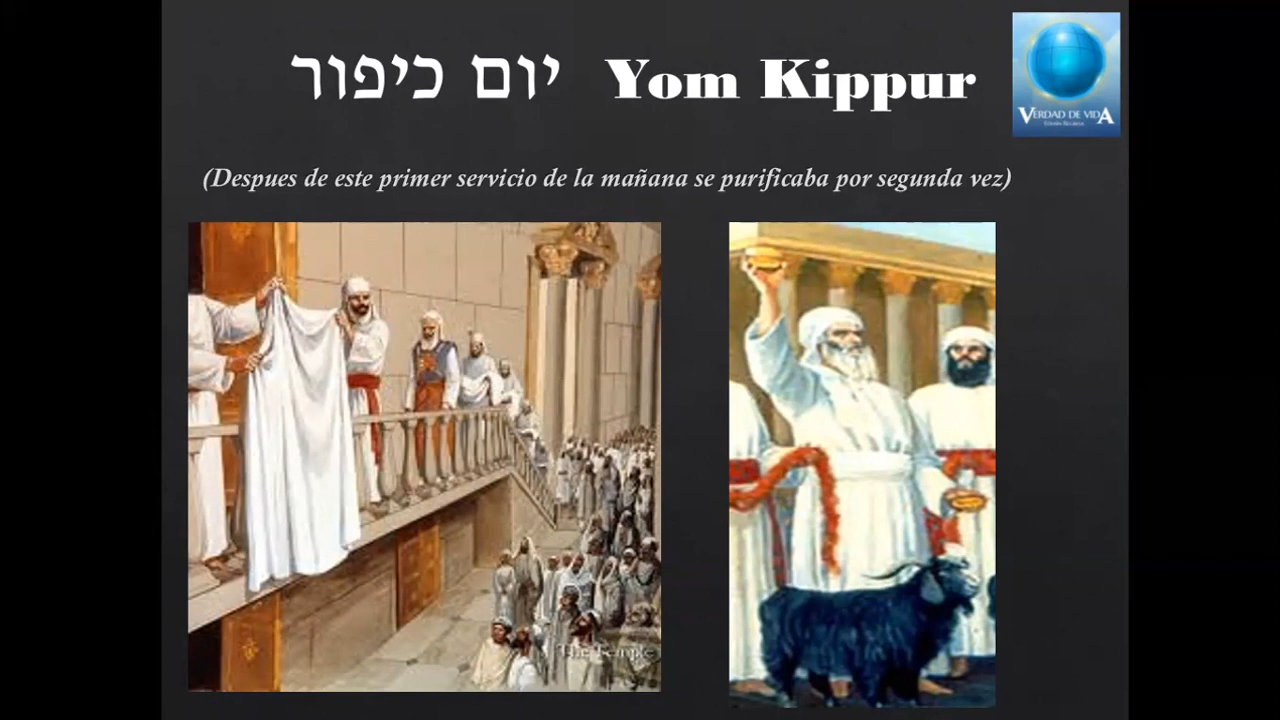 יום כיפור Yom Kippur
VERDAD DE VIDA
(Despues de este primer servicio de la mañana se purificaba por segunda vez)
The Temple